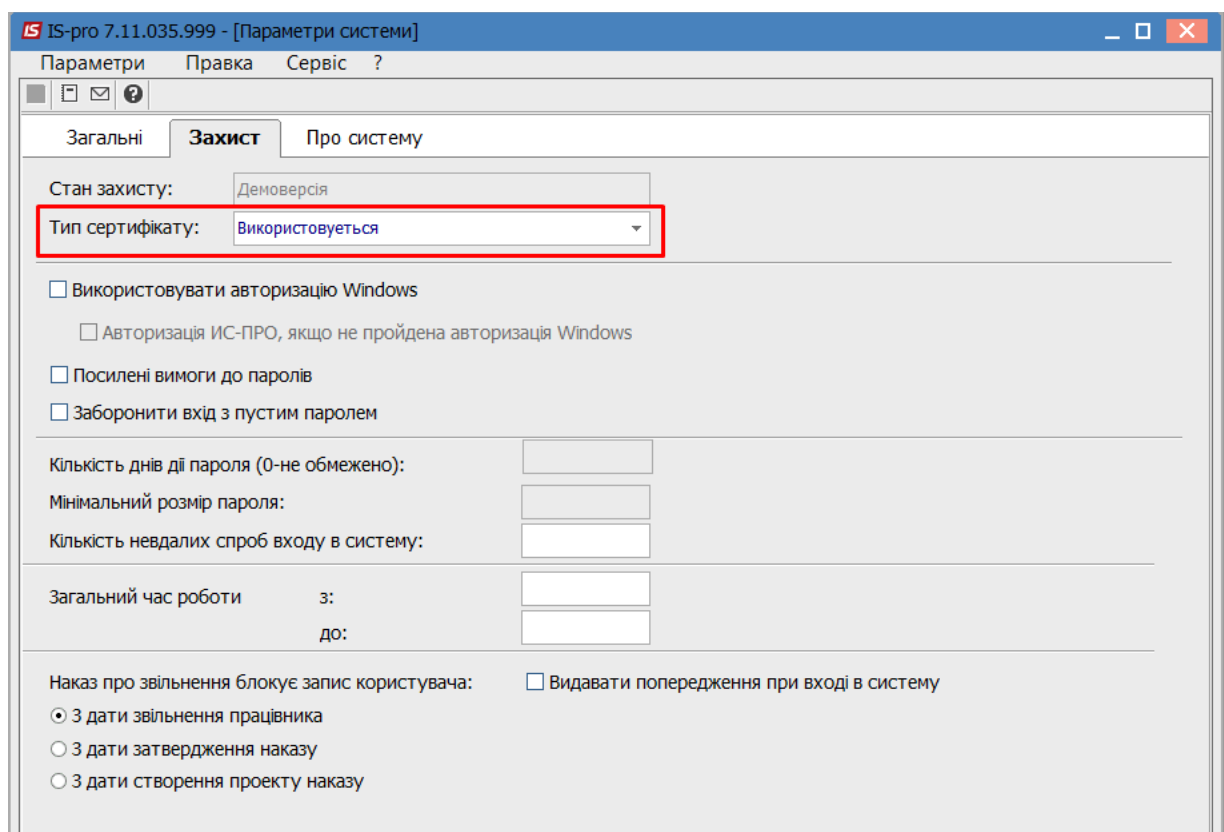 IS-pro 7.11.035.999 - [Параметри системи]
Параметри Правка Сервіс ?
Загальні Захист Про систему
Стан захисту: Демоверсія
Тип сертифікату: Використовуеться
Використовувати авторизацію Windows
Авторизація ИС-ПРО, якщо не пройдена авторизація Windows
Посилені вимоги до паролів
Заборонити вхід з пустим паролем
Кількість днів дії пароля (0-не обмежено):
Мінімальний розмір пароля:
Кількість невдалих спроб входу в систему:
Загальний час роботи з:
до:
Наказ про звільнення блокує запис користувача: Видавати попередження при вході в систему
З дати звільнення працівника
З дати затвердження наказу
З дати створення проекту наказу